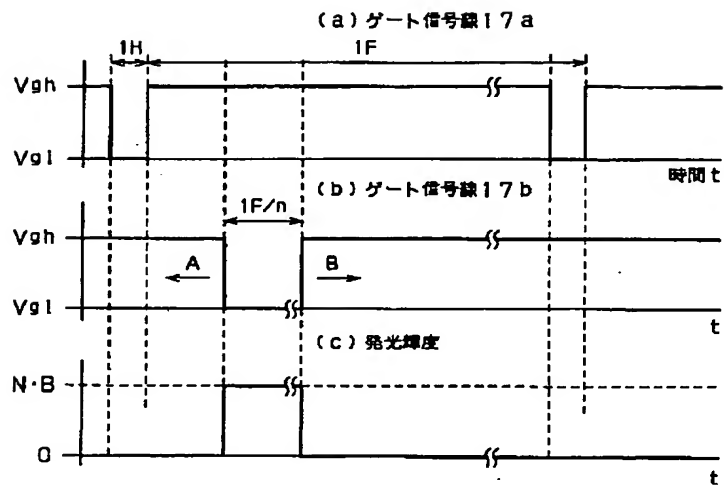 (a)ゲート信号線17a
1H
1F
Vgh
Vgl
時間t
(b)ゲート信号線17b
1F/n
Vgh
A
B
Vgl
t
(c)発光輝度
N・B
0
t